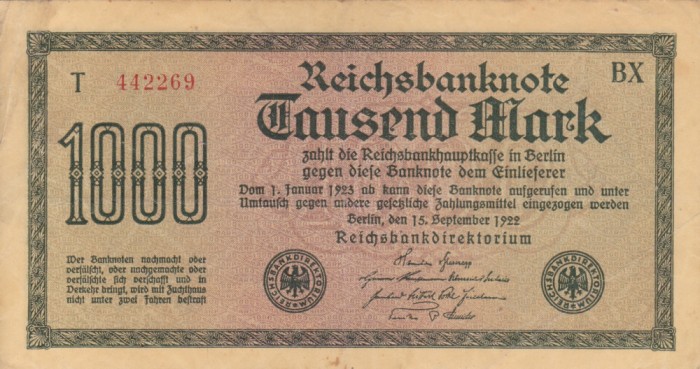 T 442269
BX
Reichsbanknote
1000
Tausend Mark
zahlt die Reichsbankhauptkasse in Berlin
gegen diese Banknote dem Einlieferer
Vom 1. Januar 1923 ab kann diese Banknote aufgerufen und unter
Umtausch gegen andere gesetzliche Zahlungsmittel eingezogen werden
Berlin, den 15. September 1922
Reichsbankdirektorium
Wer Banknoten nachmacht oder
verfälscht, oder nachgemachte oder
verfälschte sich verschafft und in
Verkehr bringt, wird mit Zuchthaus
nicht unter zwei Jahren bestraft
REICHSBANKDIREKTORIUM
REICHSBANKDIREKTORIUM